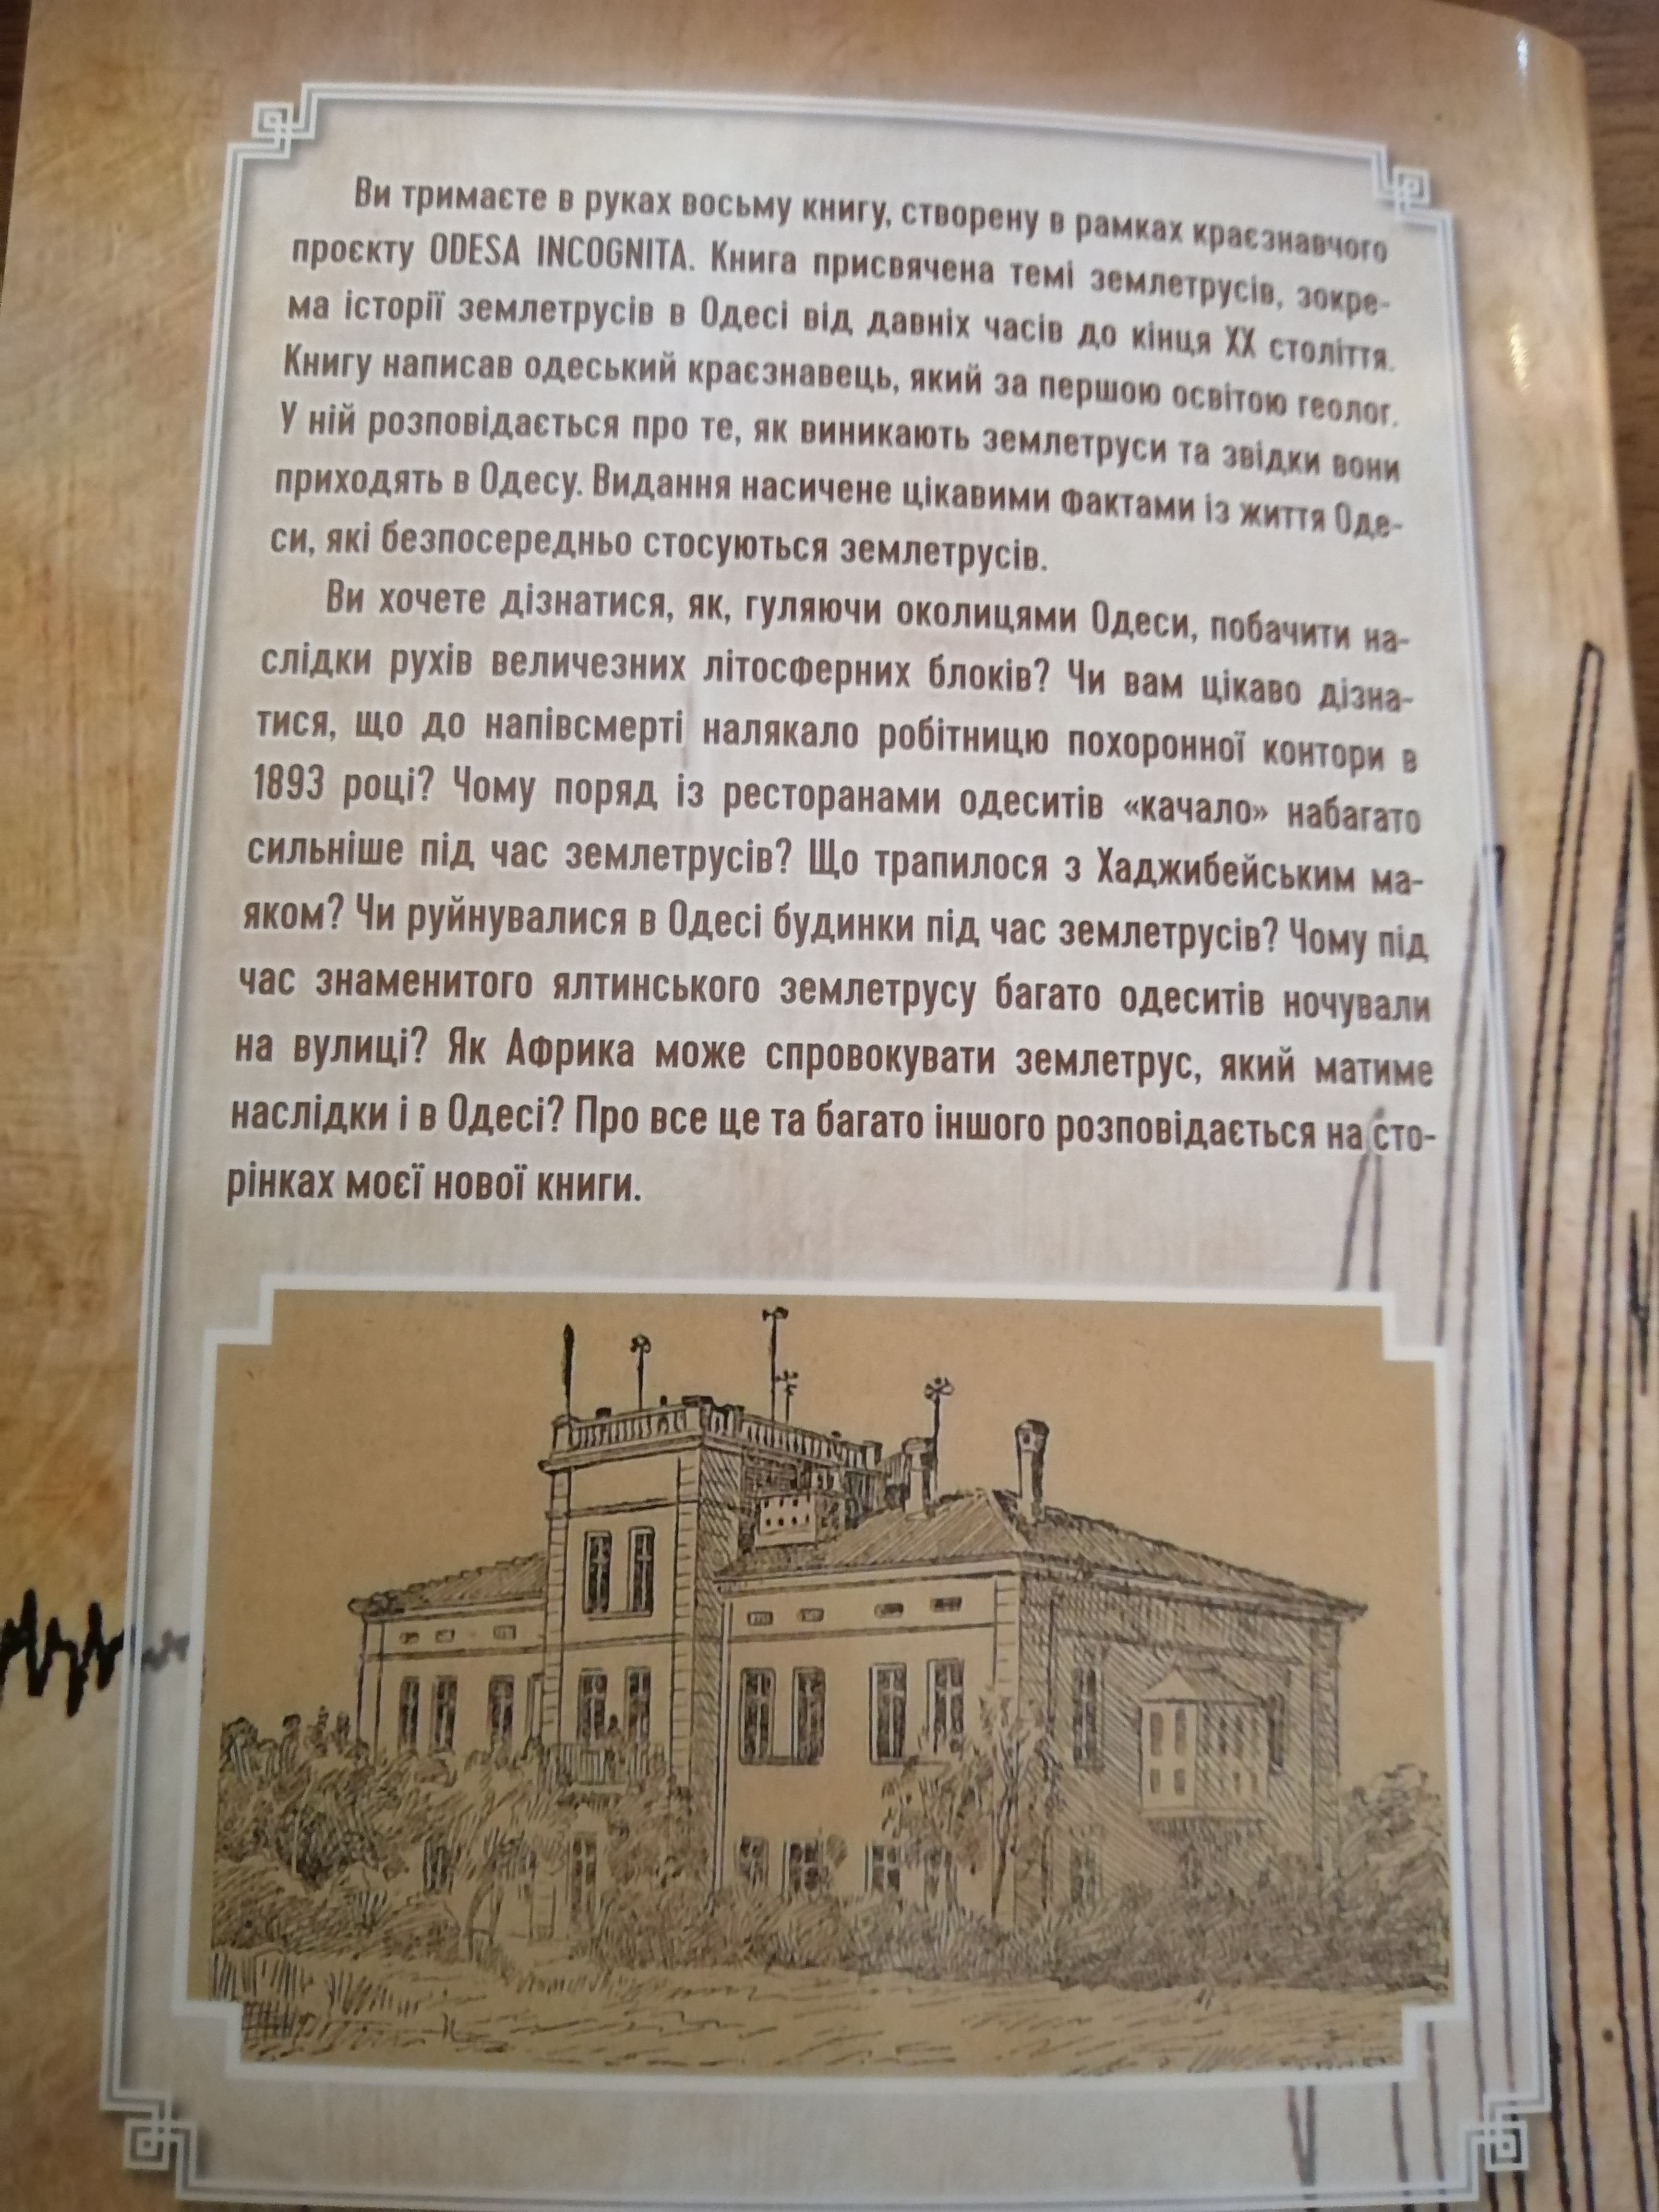 Ви тримаєте в руках восьму книгу, створену в рамках краєзнавчого
проєкту ODESA INCOGNITA. Книга присвячена темі землетрусів, зокре-
ма історії землетрусів в Одесі від давніх часів до кінця XX століття.
Книгу написав одеський краєзнавець, який за першою освітою геолог.
У ній розповідається про те, як виникають землетруси та звідки вони
приходять в Одесу. Видання насичене цікавими фактами із життя Оде-
си, які безпосередньо стосуються землетрусів.
Ви хочете дізнатися, як, гуляючи околицями Одеси, побачити на-
слідки рухів величезних літосферних блоків? Чи вам цікаво дізна-
тися, що до напівсмерті налякало робітницю похоронної контори в
1893 році? Чому поряд із ресторанами одеситів «качало» набагато
сильніше під час землетрусів? Що трапилося з Хаджибейським ма-
яком? Чи руйнувалися в Одесі будинки під час землетрусів? Чому під
час знаменитого ялтинського землетрусу багато одеситів ночували
на вулиці? Як Африка може спровокувати землетрус, який матиме
наслідки і в Одесі? Про все це та багато іншого розповідається на сто-
рінках моєї нової книги.